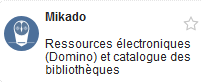 Mikado
Ressources électroniques
(Domino) et catalogue des
bibliothèques